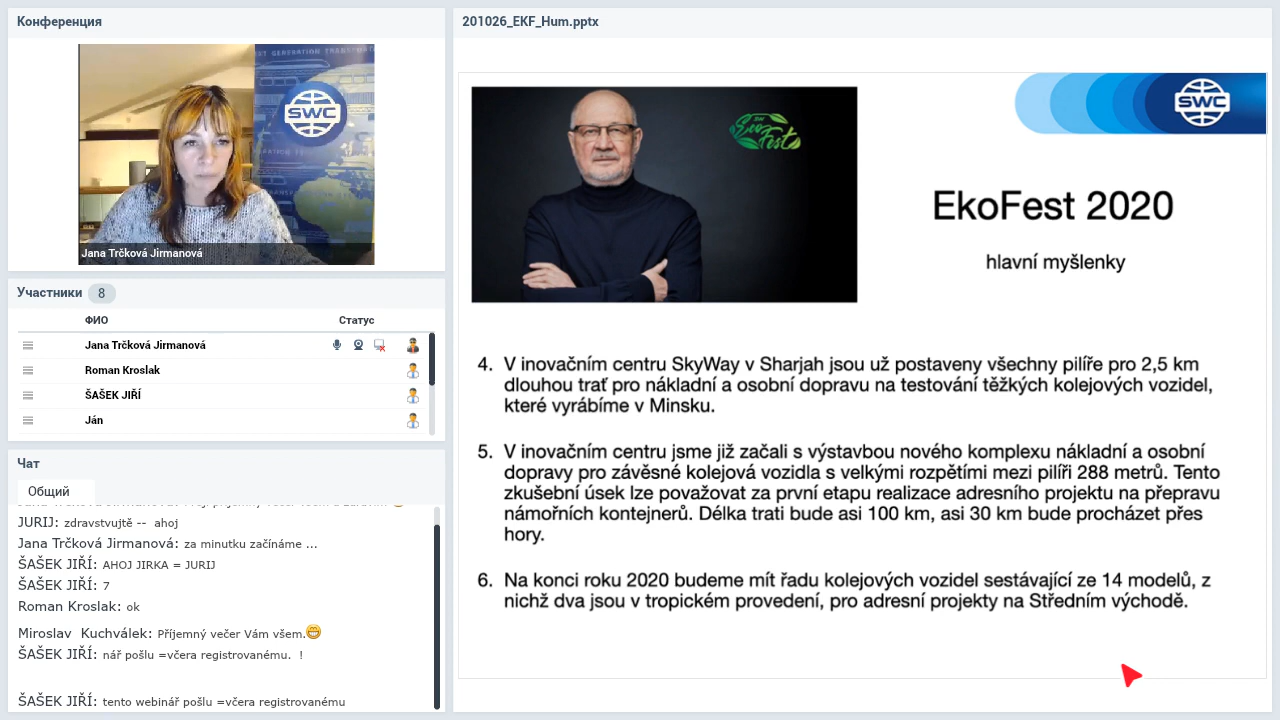 Конференция
SWC
Jana Trčková Jirmanová
Участники 8
ФИО Статус
Jana Trčková Jirmanová
Roman Kroslak
ŠAŠEK JIŘÍ
Ján
Чат
Общий
JURIJ: zdravstvujtě -- ahoj
Jana Trčková Jirmanová: za minutku začínáme ...
ŠAŠEK JIŘÍ: AHOJ JIRKA = JURIJ
ŠAŠEK JIŘÍ: 7
Roman Kroslak: ok
Miroslav Kuchválek: Příjemný večer Vám všem.
ŠAŠEK JIŘÍ: nář pošlu =včera registrovanému. !
ŠAŠEK JIŘÍ: tento webinář pošlu =včera registrovanému
201026_EKF_Hum.pptx
SW
Eco
Fest
SWC
EkoFest 2020
hlavní myšlenky
4. V inovačním centru SkyWay v Sharjah jsou už postaveny všechny pilíře pro 2,5 km
dlouhou trať pro nákladní a osobní dopravu na testování těžkých kolejových vozidel,
které vyrábíme v Minsku.
5. V inovačním centru jsme již začali s výstavbou nového komplexu nákladní a osobní
dopravy pro závěsné kolejová vozidla s velkými rozpětími mezi pilíři 288 metrů. Tento
zkušební úsek lze považovat za první etapu realizace adresního projektu na přepravu
námořních kontejnerů. Délka trati bude asi 100 km, asi 30 km bude procházet přes
hory.
6. Na konci roku 2020 budeme mít řadu kolejových vozidel sestávající ze 14 modelů, z
nichž dva jsou v tropickém provedení, pro adresní projekty na Středním východě.